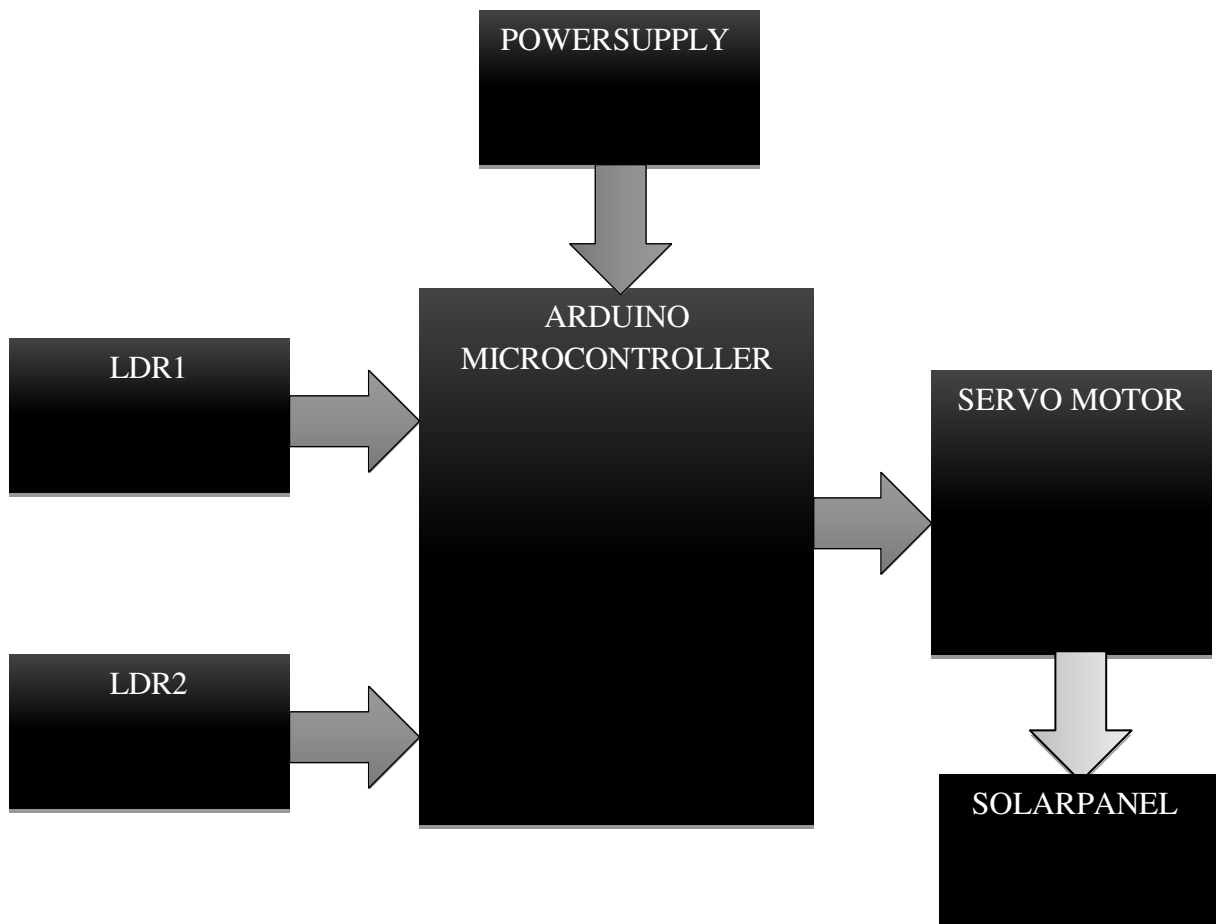 POWERSUPPLY
ARDUINO
MICROCONTROLLER
LDR1
SERVO MOTOR
LDR2
SOLARPANEL